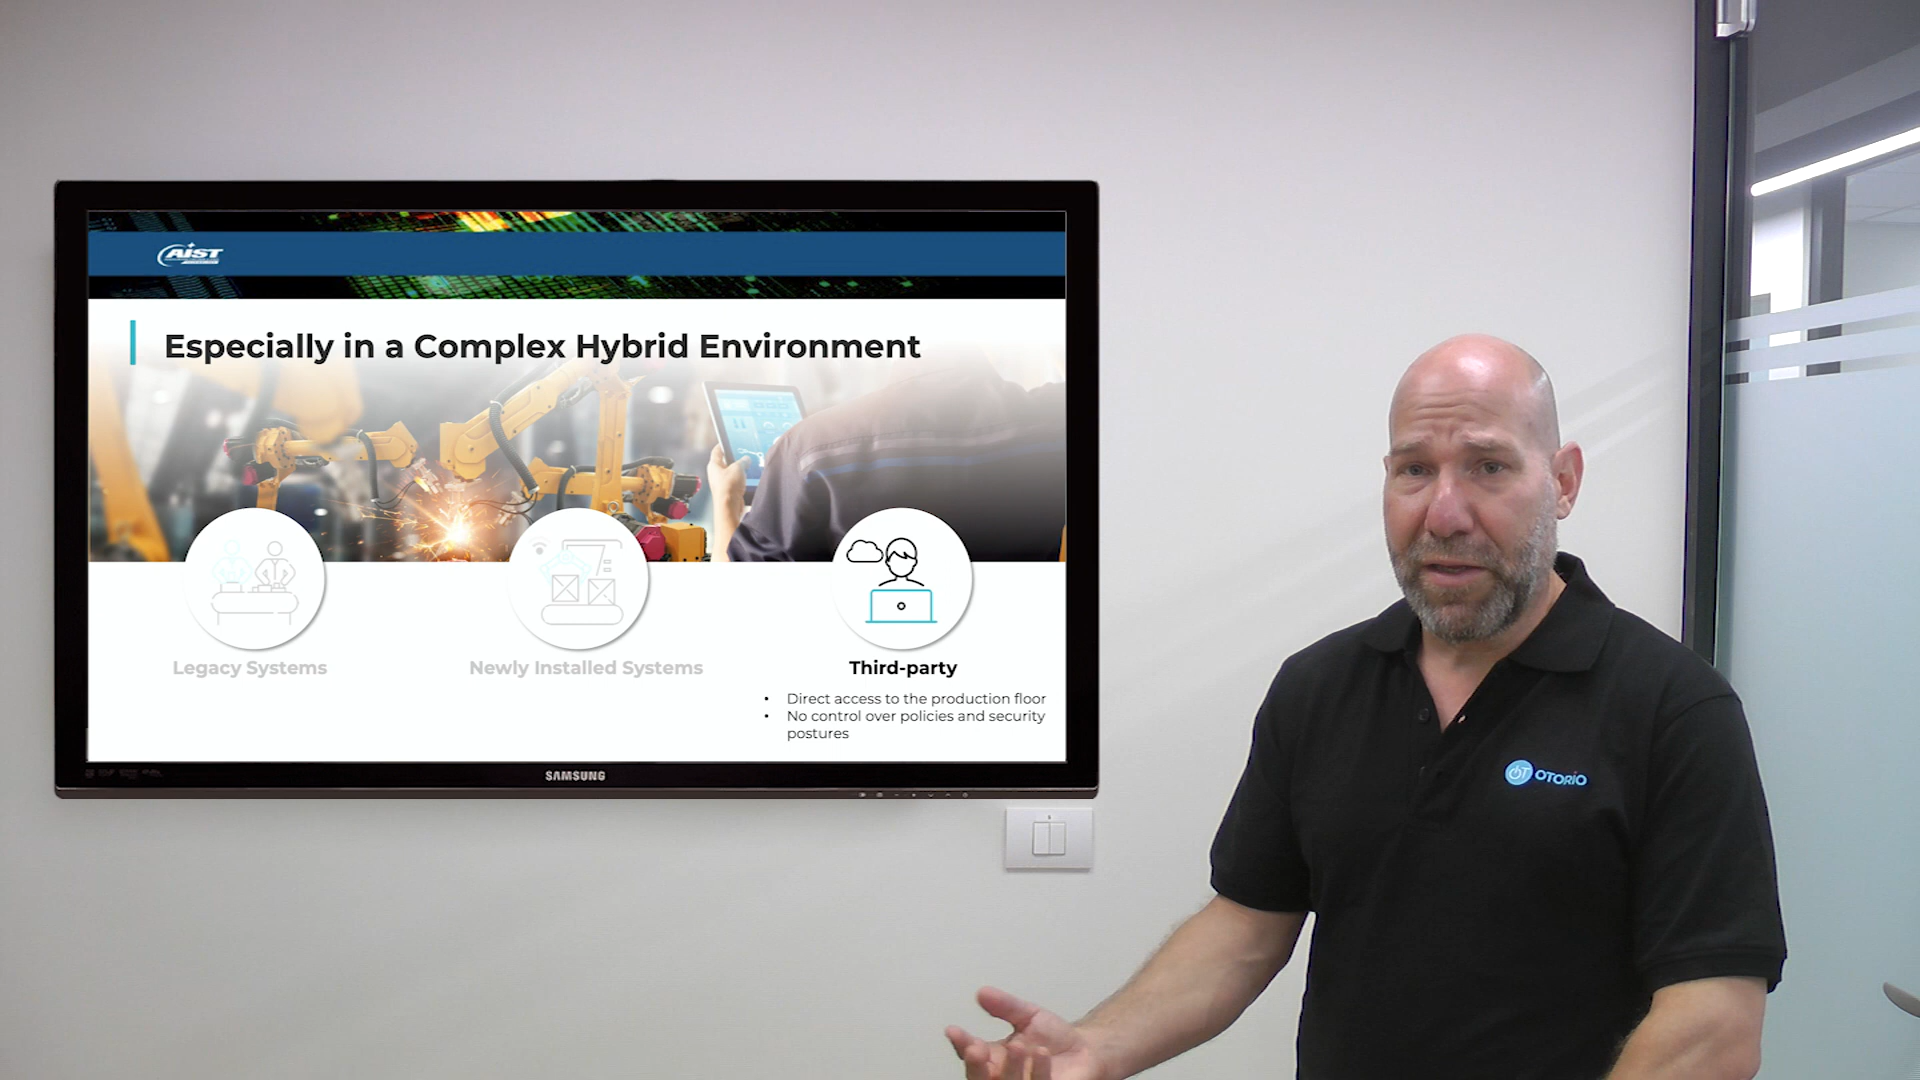 AIST
Especially in a Complex Hybrid Environment
Legacy Systems
Newly Installed Systems
Third-party
• Direct access to the production floor
• No control over policies and security
postures
SAMSUNG
OT OTORIO